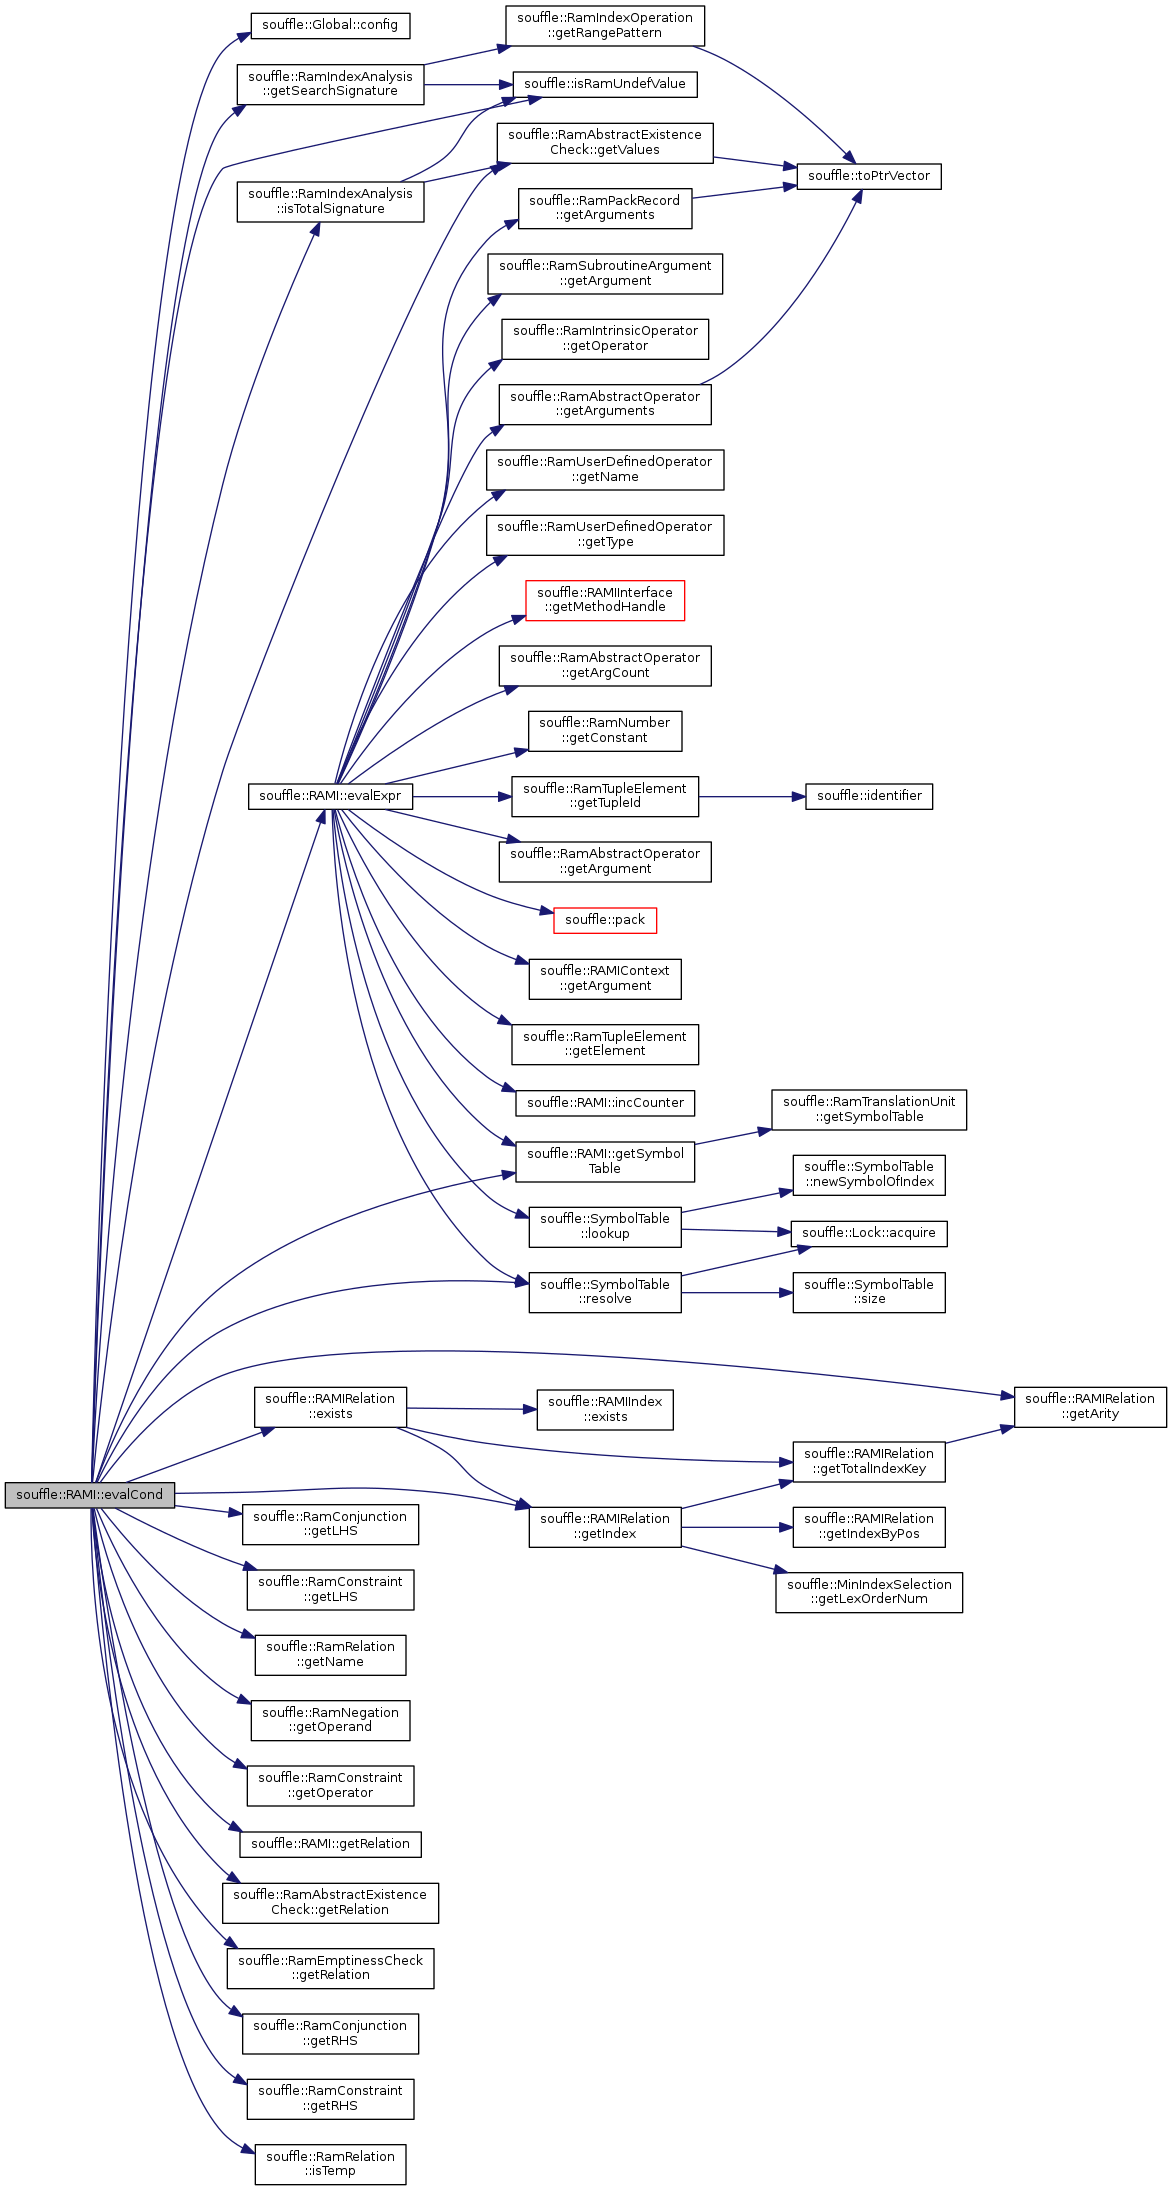 souffle::Global::config
souffle::RamIndexOperation
::getRangePattern
souffle::RamIndexAnalysis
::getSearchSignature
souffle::isRamUndefValue
souffle::RamAbstractExistence
Check::getValues
souffle::toPtrVector
souffle::RamIndexAnalysis
::isTotalSignature
souffle::RamPackRecord
::getArguments
souffle::RamSubroutineArgument
::getArgument
souffle::RamIntrinsicOperator
::getOperator
souffle::RamAbstractOperator
::getArguments
souffle::RamUserDefinedOperator
::getName
souffle::RamUserDefinedOperator
::getType
souffle::RAMIInterface
::getMethodHandle
souffle::RamAbstractOperator
::getArgCount
souffle::RamNumber
::getConstant
souffle::RAMI::evalExpr
souffle::RamTupleElement
::getTupleId
souffle::identifier
souffle::RamAbstractOperator
::getArgument
souffle::pack
souffle::RAMIContext
::getArgument
souffle::RamTupleElement
::getElement
souffle::RAMI::incCounter
souffle::RamTranslationUnit
::getSymbolTable
souffle::RAMI::getSymbol
Table
souffle::SymbolTable
::newSymbolOfIndex
souffle::SymbolTable
::lookup
souffle::Lock::acquire
souffle::SymbolTable
::resolve
souffle::SymbolTable
::size
souffle::RAMIRelation
::exists
souffle::RAMIIndex
::exists
souffle::RAMIRelation
::getArity
souffle::RAMIRelation
::getTotalIndexKey
souffle::RAMI::evalCond
souffle::RamConjunction
::getLHS
souffle::RAMIRelation
::getIndex
souffle::RAMIRelation
::getIndexByPos
souffle::RamConstraint
::getLHS
souffle::MinIndexSelection
::getLexOrderNum
souffle::RamRelation
::getName
souffle::RamNegation
::getOperand
souffle::RamConstraint
::getOperator
souffle::RAMI::getRelation
souffle::RamAbstractExistence
Check::getRelation
souffle::RamEmptinessCheck
::getRelation
souffle::RamConjunction
::getRHS
souffle::RamConstraint
::getRHS
souffle::RamRelation
::isTemp